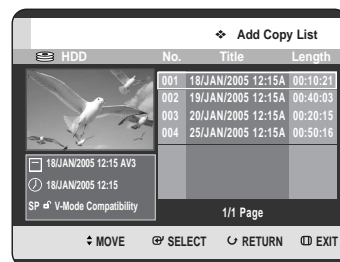 ❖ Add Copy List
HDD No. Title Length
001 18/JAN/2005 12:15A 00:10:21
002 19/JAN/2005 12:15A 00:40:03
003 20/JAN/2005 12:15A 00:20:15
004 25/JAN/2005 12:15A 00:50:16
18/JAN/2005 12:15 AV3
18/JAN/2005 12:15
SP V-Mode Compatibility
1/1 Page
MOVE SELECT RETURN EXIT